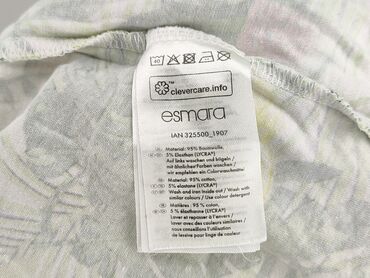 40
clevercare.info
esmara
IAN 325500_1907
Material: 95% Baumwolle,
5% Elasthan (LYCRA®)
Auf links waschen und bügeln /
mit ähnlichen Farben waschen /
wir empfehlen ein Colorwaschmittel
Material: 95% cotton,
5% elastane (LYCRA®)
Wash and iron inside out / Wash with
similar colours / Use colour detergent
Matières : 95 % coton,
5 % élasthanne (LYCRA®)
Laver et repasser à l'envers /
avec des couleurs similaires /
nous conseillons l'utilisation
de lessive pour linge de couleur